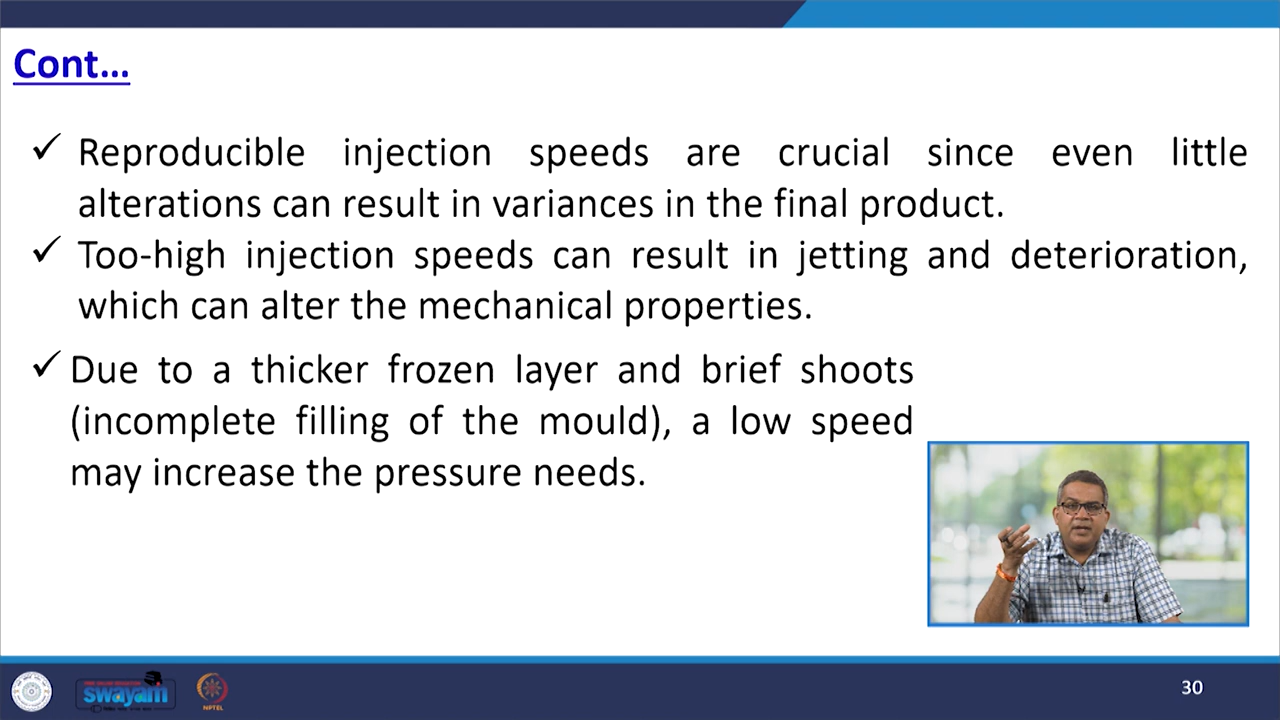 Cont...
✓ Reproducible injection speeds are crucial since even little
alterations can result in variances in the final product.
✓ Too-high injection speeds can result in jetting and deterioration,
which can alter the mechanical properties.
✓ Due to a thicker frozen layer and brief shoots
(incomplete filling of the mould), a low speed
may increase the pressure needs.
swayam
NPTEL
30